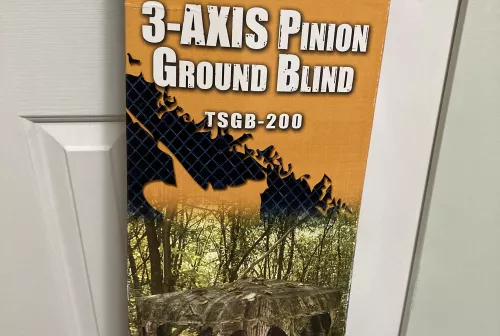 3-AXIS PINION
GROUND BLIND
TSGB-200